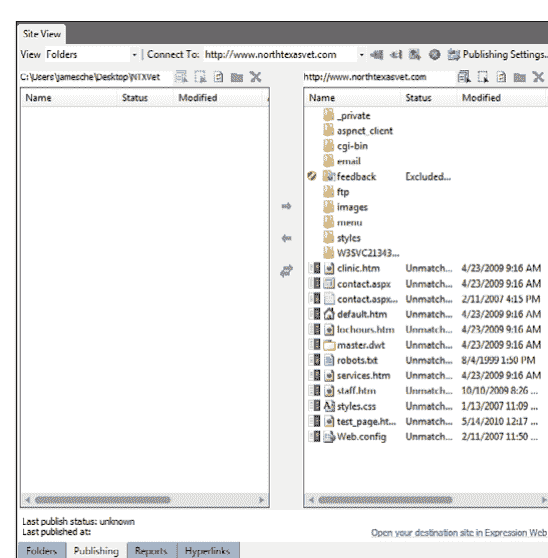 Site View
View Folders Connect To: http://www.northtexasvet.com Publishing Settings...
C:\Users\jamesche\Desktop\NTXVet http://www.northtexasvet.com
Name Status Modified Name Status Modified
_private
aspnet_client
cgi-bin
email
feedback Excluded...
ftp
images
menu
styles
W3SVC21343...
clinic.htm Unmatch... 4/23/2009 9:16 AM
contact.aspx Unmatch... 4/23/2009 9:16 AM
contact.aspx... Unmatch... 2/11/2007 4:15 PM
default.htm Unmatch... 4/23/2009 9:16 AM
lochours.htm Unmatch... 4/23/2009 9:16 AM
master.dwt Unmatch... 4/23/2009 9:16 AM
robots.txt Unmatch... 8/4/1999 1:50 PM
services.htm Unmatch... 4/23/2009 9:16 AM
staff.htm Unmatch... 10/10/2009 8:26 ...
styles.css Unmatch... 1/13/2007 11:09 ...
test_page.ht... Unmatch... 5/14/2010 12:17 ...
Web.config Unmatch... 2/11/2007 11:50 ...
Last publish status: unknown
Last published at:
Open your destination site in Expression Web
Folders Publishing Reports Hyperlinks